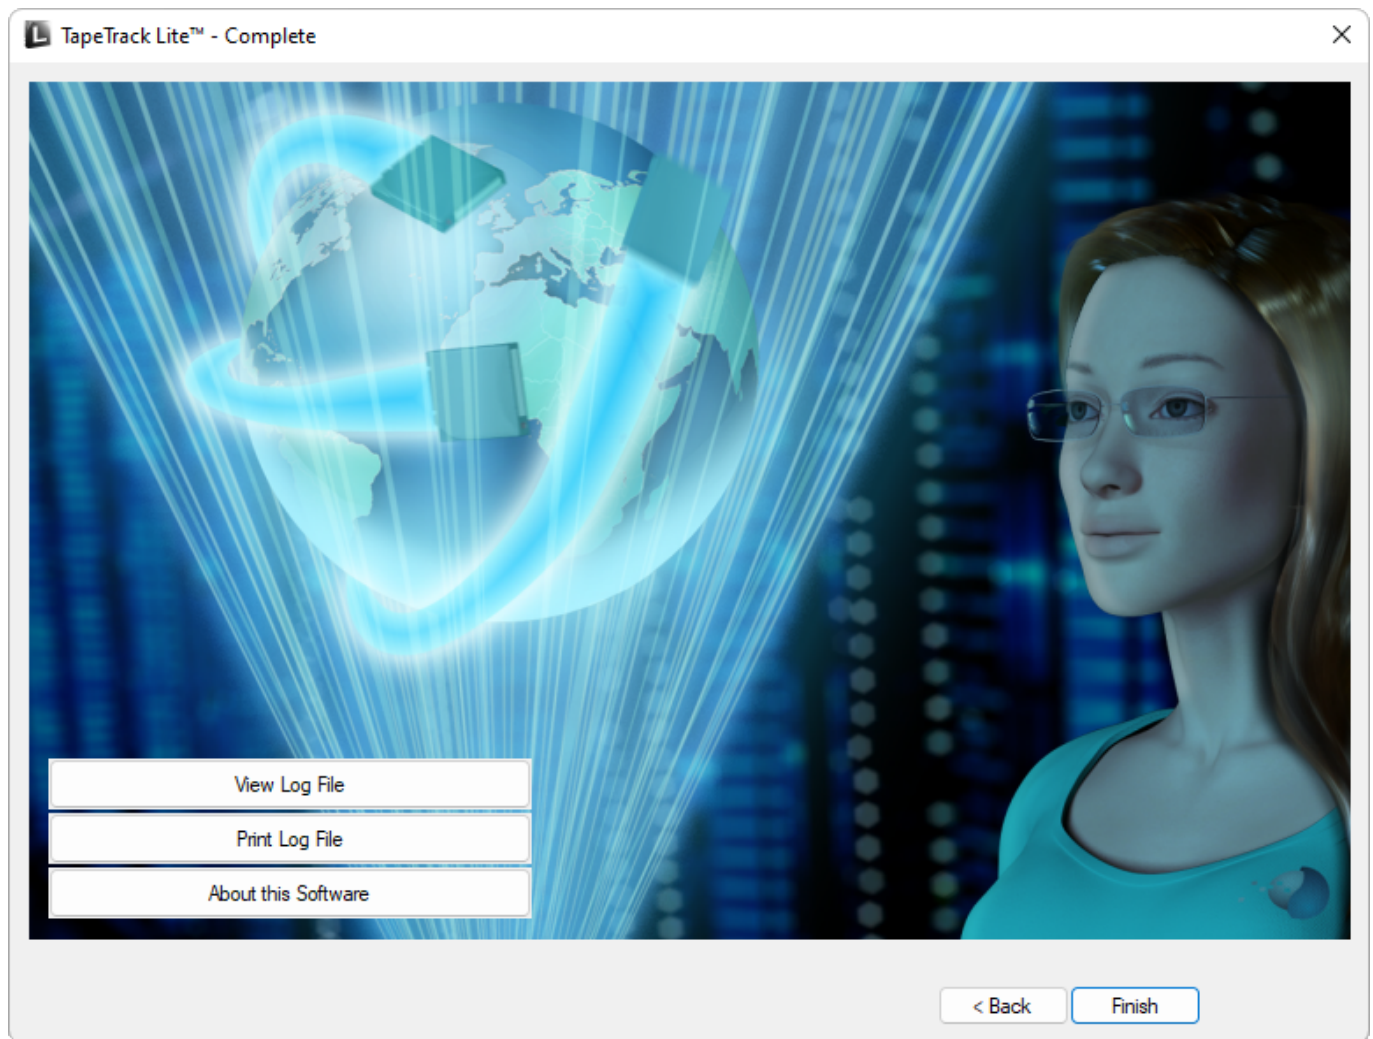 TapeTrack Lite™ - Complete
View Log File
Print Log File
About this Software
< Back
Finish